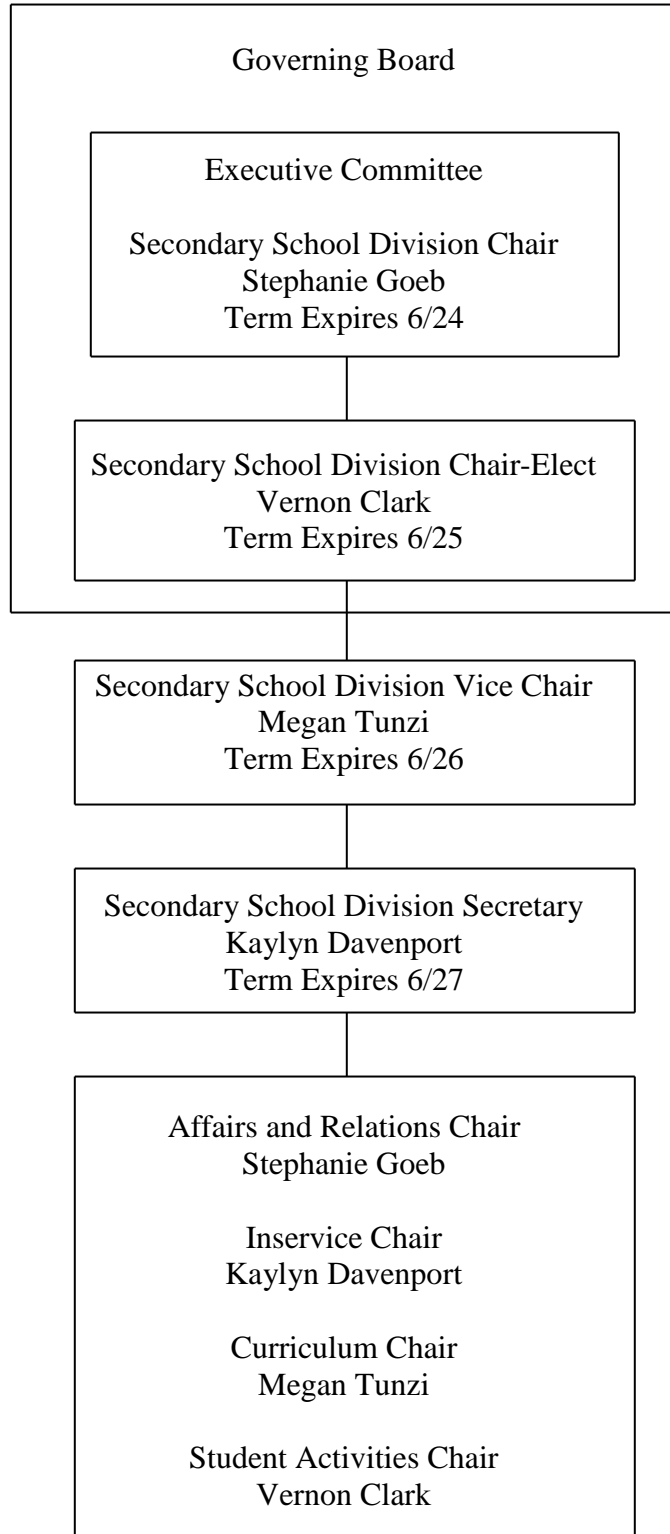 Governing Board
Executive Committee
Secondary School Division Chair
Stephanie Goeb
Term Expires 6/24
Secondary School Division Chair-Elect
Vernon Clark
Term Expires 6/25
Secondary School Division Vice Chair
Megan Tunzi
Term Expires 6/26
Secondary School Division Secretary
Kaylyn Davenport
Term Expires 6/27
Affairs and Relations Chair
Stephanie Goeb
Inservice Chair
Kaylyn Davenport
Curriculum Chair
Megan Tunzi
Student Activities Chair
Vernon Clark